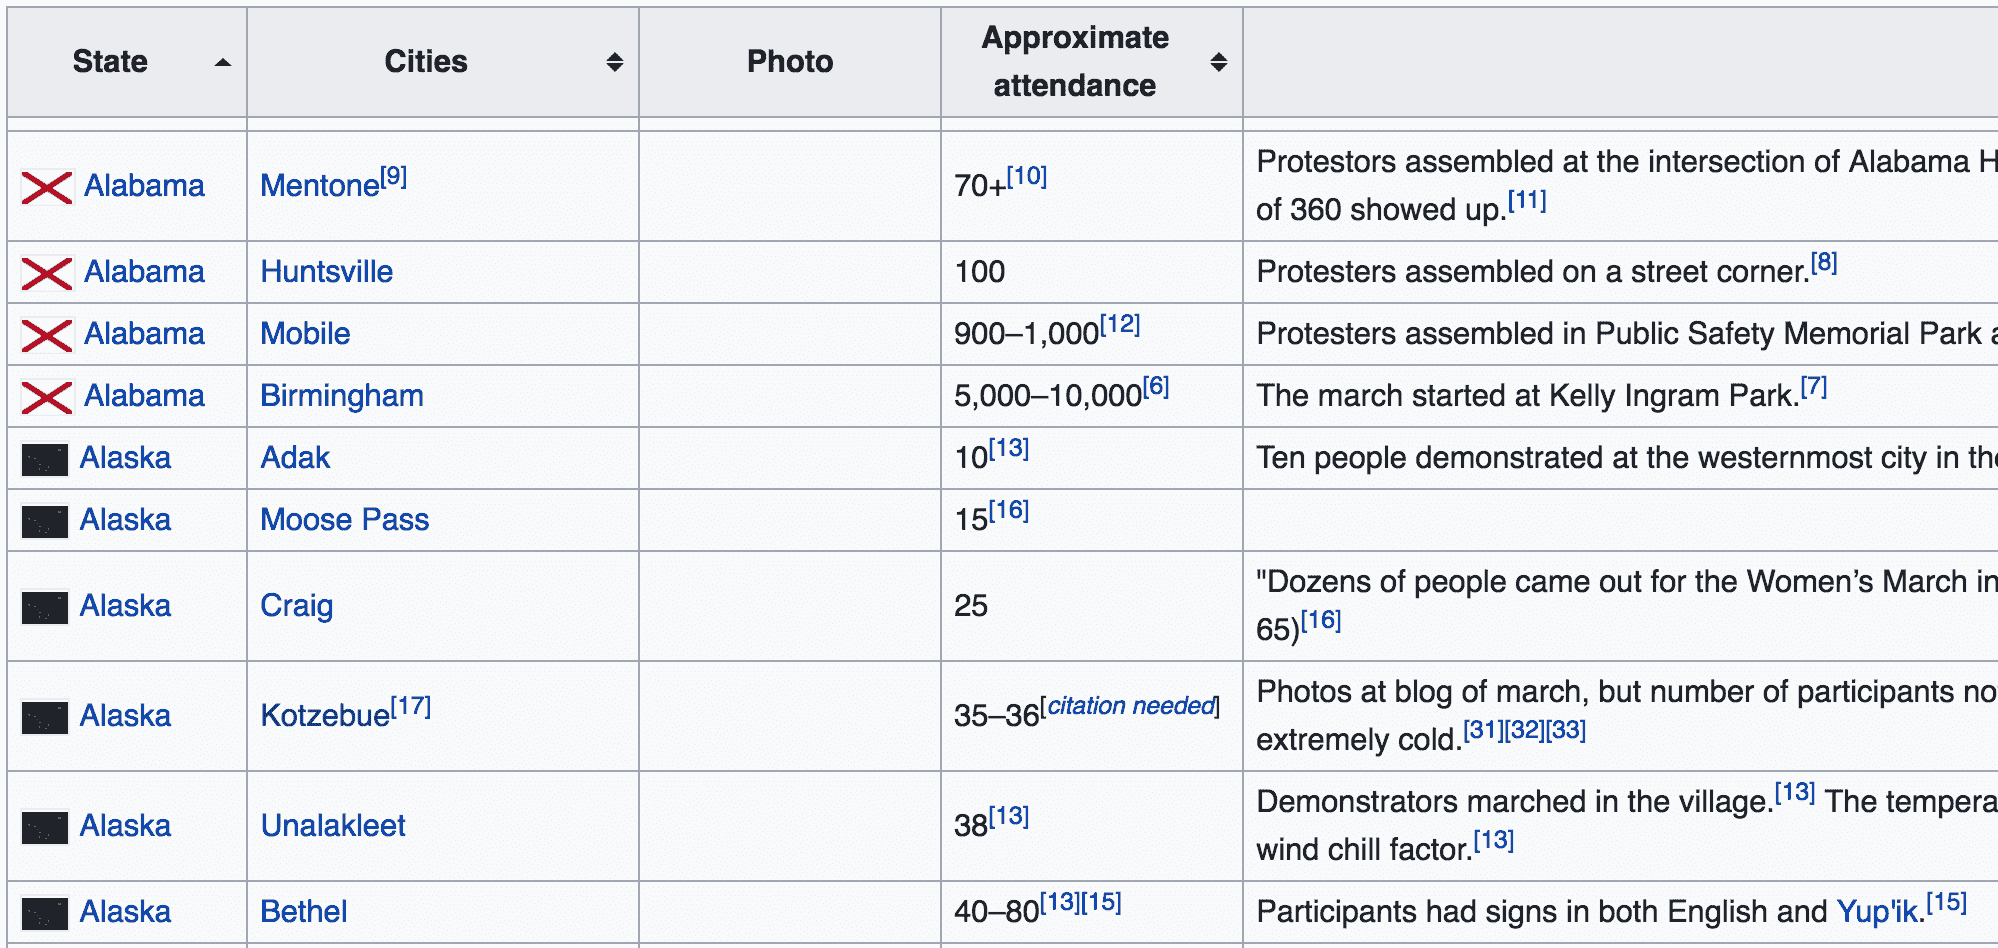 State Cities Photo Approximate attendance
Alabama Mentone[9] 70+[10] Protestors assembled at the intersection of Alabama H
of 360 showed up.[11]
Alabama Huntsville 100 Protesters assembled on a street corner.[8]
Alabama Mobile 900–1,000[12] Protesters assembled in Public Safety Memorial Park a
Alabama Birmingham 5,000–10,000[6] The march started at Kelly Ingram Park.[7]
Alaska Adak 10[13] Ten people demonstrated at the westernmost city in the
Alaska Moose Pass 15[16]
Alaska Craig 25 "Dozens of people came out for the Women’s March in
65)[16]
Alaska Kotzebue[17] 35–36[citation needed] Photos at blog of march, but number of participants no
extremely cold.[31][32][33]
Alaska Unalakleet 38[13] Demonstrators marched in the village.[13] The tempera
wind chill factor.[13]
Alaska Bethel 40–80[13][15] Participants had signs in both English and Yup'ik.[15]